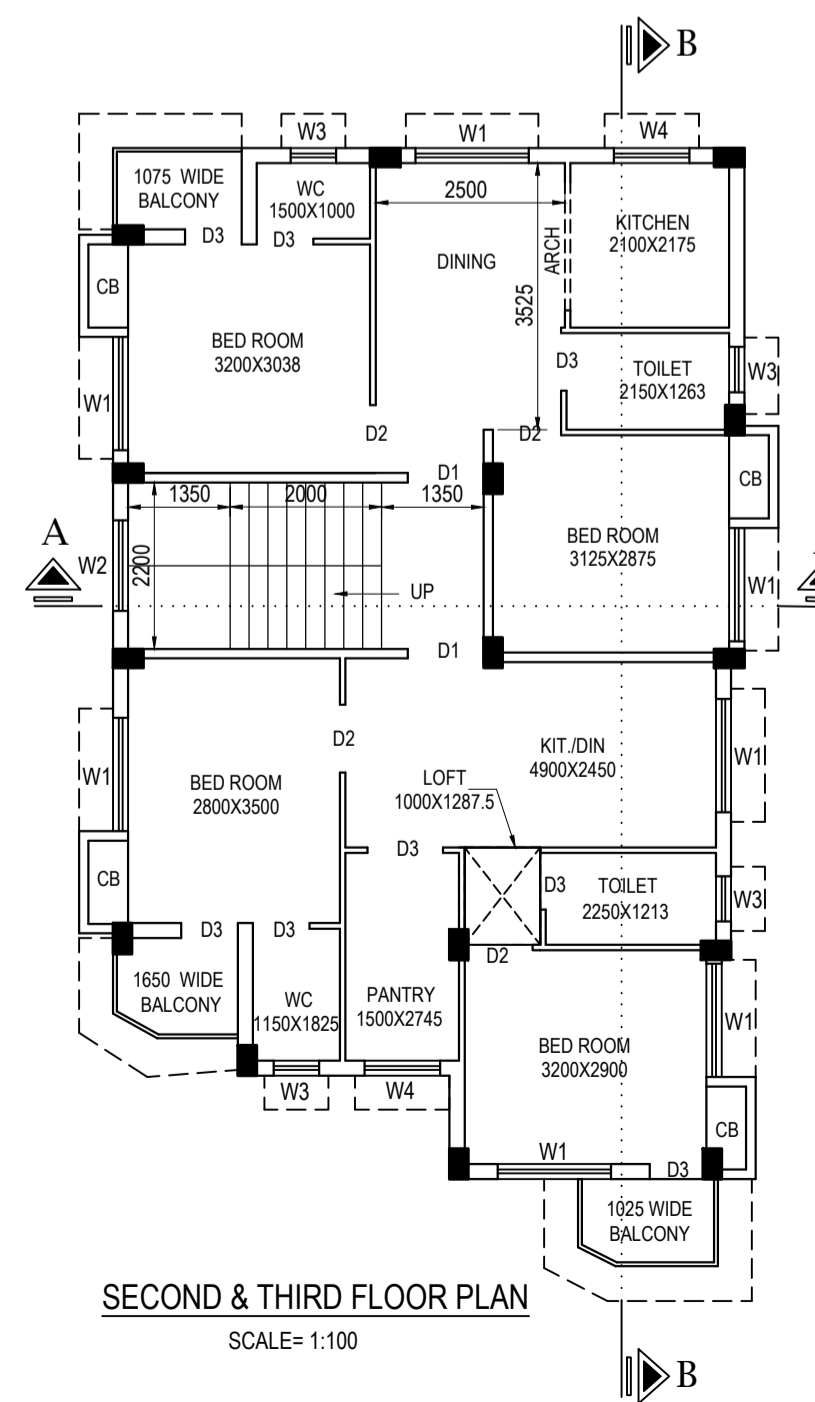 B
W3
W1
W4
1075 WIDE
BALCONY
WC
1500X1000
2500
KITCHEN
2100X2175
D3
D3
DINING
ARCH
CB
3525
BED ROOM
3200X3038
D3
TOILET
2150X1263
W3
W1
D2
D2
D1
CB
1350
2000
1350
A
W2
2200
BED ROOM
3125X2875
UP
W1
D1
D2
KIT./DIN
4900X2450
W1
W1
BED ROOM
2800X3500
LOFT
1000X1287.5
D3
CB
D3
TOILET
2250X1213
W3
D3
D3
D2
1650 WIDE
BALCONY
WC
1150X1825
PANTRY
1500X2745
W1
BED ROOM
3200X2900
W3
W4
CB
W1
D3
1025 WIDE
BALCONY
SECOND & THIRD FLOOR PLAN
SCALE= 1:100
B